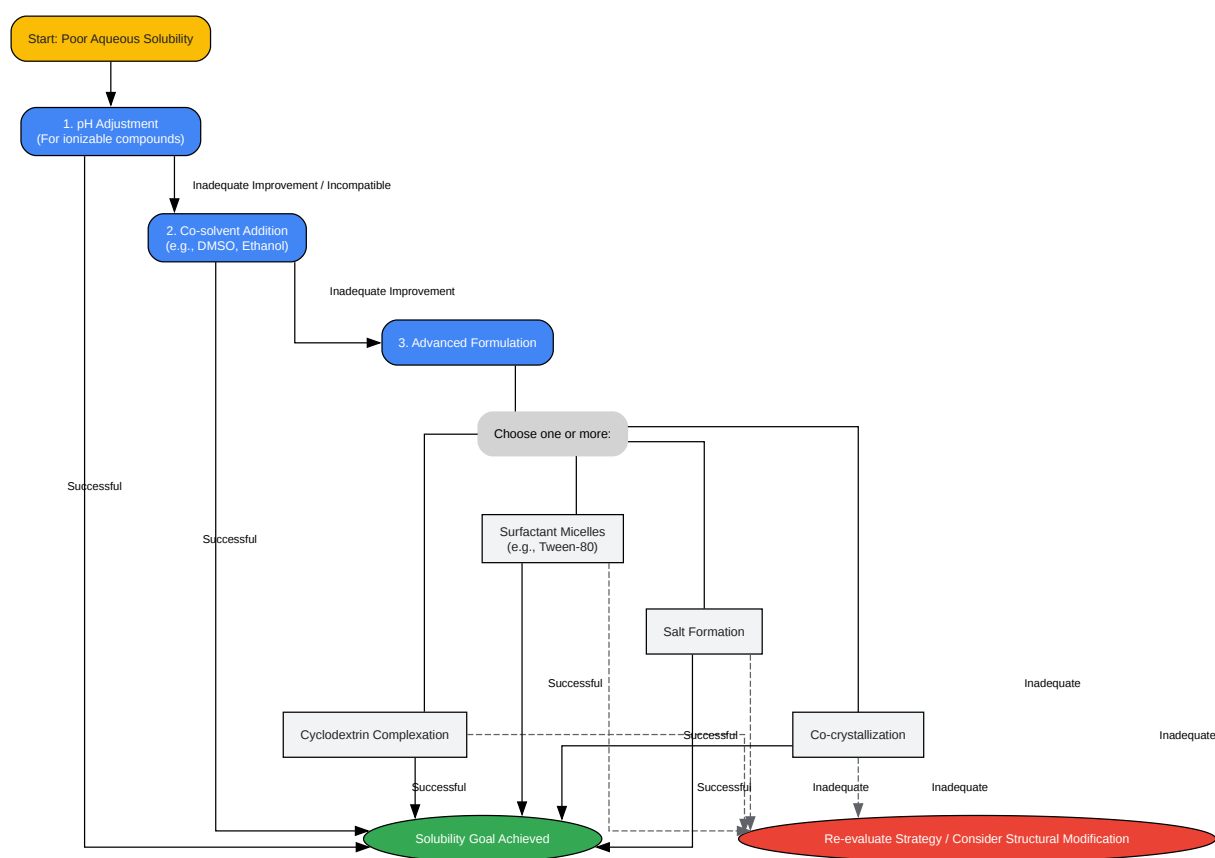 Start: Poor Aqueous Solubility
1. pH Adjustment
(For ionizable compounds)
Inadequate Improvement / Incompatible
2. Co-solvent Addition
(e.g., DMSO, Ethanol)
Inadequate Improvement
3. Advanced Formulation
Choose one or more:
Successful
Surfactant Micelles
(e.g., Tween-80)
Successful
Salt Formation
Successful
Inadequate
Cyclodextrin Complexation
Successful
Co-crystallization
Inadequate
Successful
Successful
Inadequate
Inadequate
Solubility Goal Achieved
Re-evaluate Strategy / Consider Structural Modification